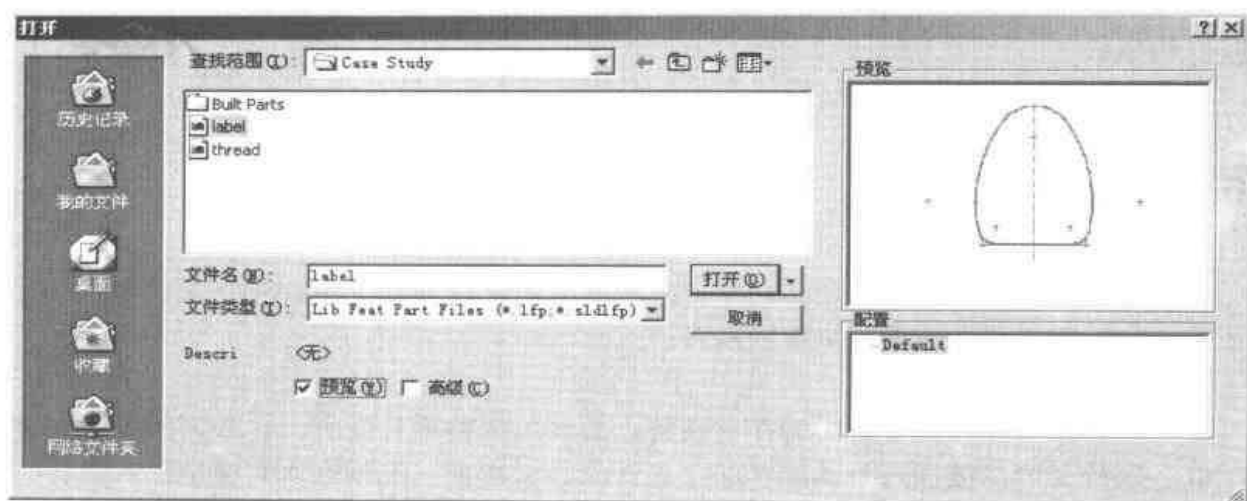 打开
查找范围(I):
Case Study
历史记录
我的文件
桌面
收藏
网络文件夹
Built Parts
label
thread
文件名(N):
label
打开(O)
文件类型(T):
Lib Feat Part Files (*.lfp;*.sldlfp)
取消
Descri
<无>
预览(V)
高级(C)
预览
配置
Default